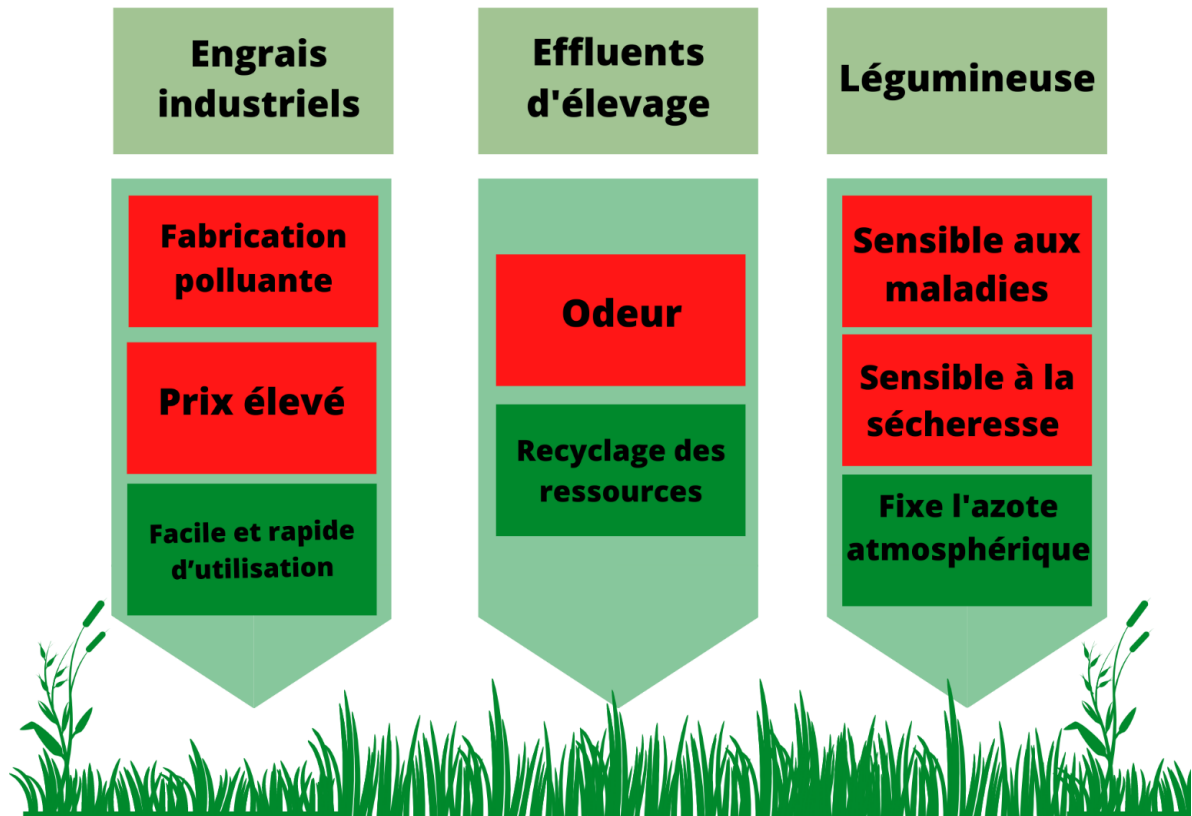 Engrais
industriels
Fabrication
polluante
Prix élevé
Facile et rapide
d’utilisation
Effluents
d'élevage
Odeur
Recyclage des
ressources
Légumineuse
Sensible aux
maladies
Sensible à la
sécheresse
Fixe l'azote
atmosphérique